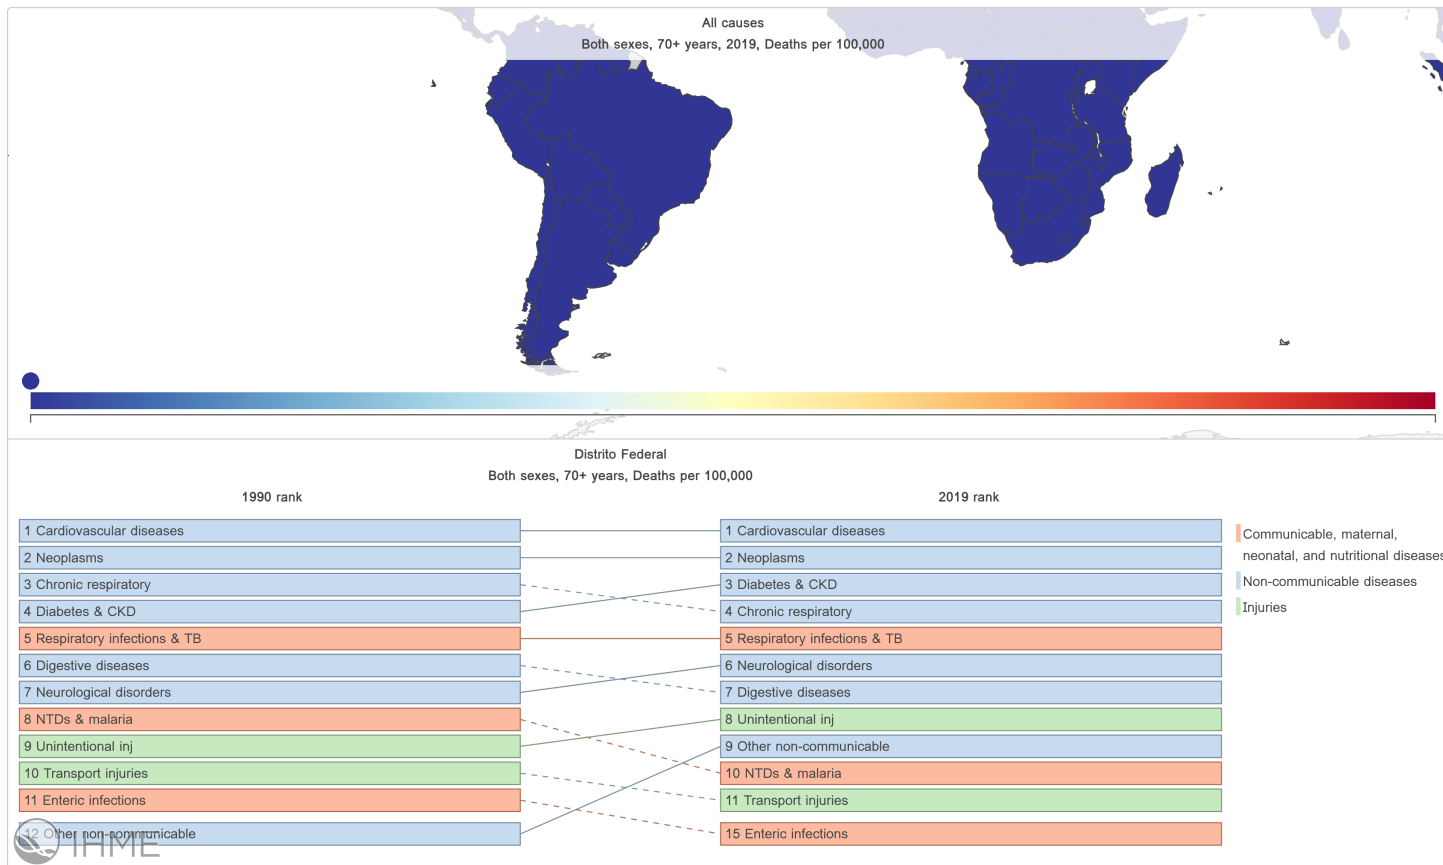 All causes
Both sexes, 70+ years, 2019, Deaths per 100,000
Distrito Federal
Both sexes, 70+ years, Deaths per 100,000
1990 rank
2019 rank
1 Cardiovascular diseases
2 Neoplasms
3 Chronic respiratory
4 Diabetes & CKD
5 Respiratory infections & TB
6 Digestive diseases
7 Neurological disorders
8 NTDs & malaria
9 Unintentional inj
10 Transport injuries
11 Enteric infections
12 Other non-communicable
1 Cardiovascular diseases
2 Neoplasms
3 Diabetes & CKD
4 Chronic respiratory
5 Respiratory infections & TB
6 Neurological disorders
7 Digestive diseases
8 Unintentional inj
9 Other non-communicable
10 NTDs & malaria
11 Transport injuries
15 Enteric infections
Communicable, maternal,
neonatal, and nutritional diseases
Non-communicable diseases
Injuries
IHME